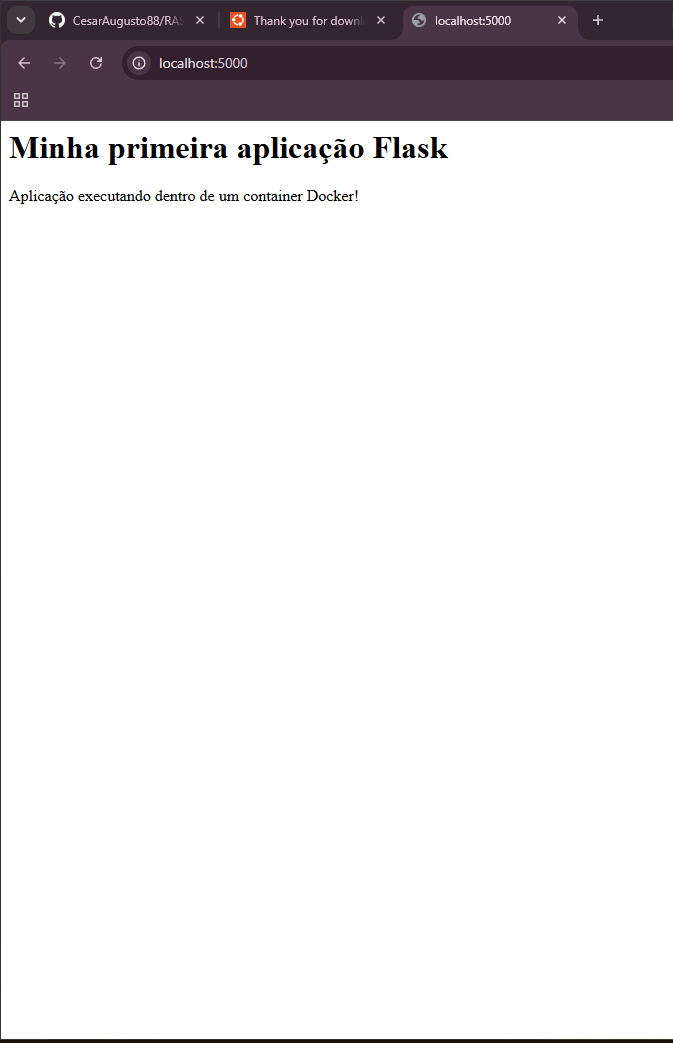 CesarAugusto88/RAS
Thank you for downl
localhost:5000
localhost:5000
Minha primeira aplicação Flask
Aplicação executando dentro de um container Docker!